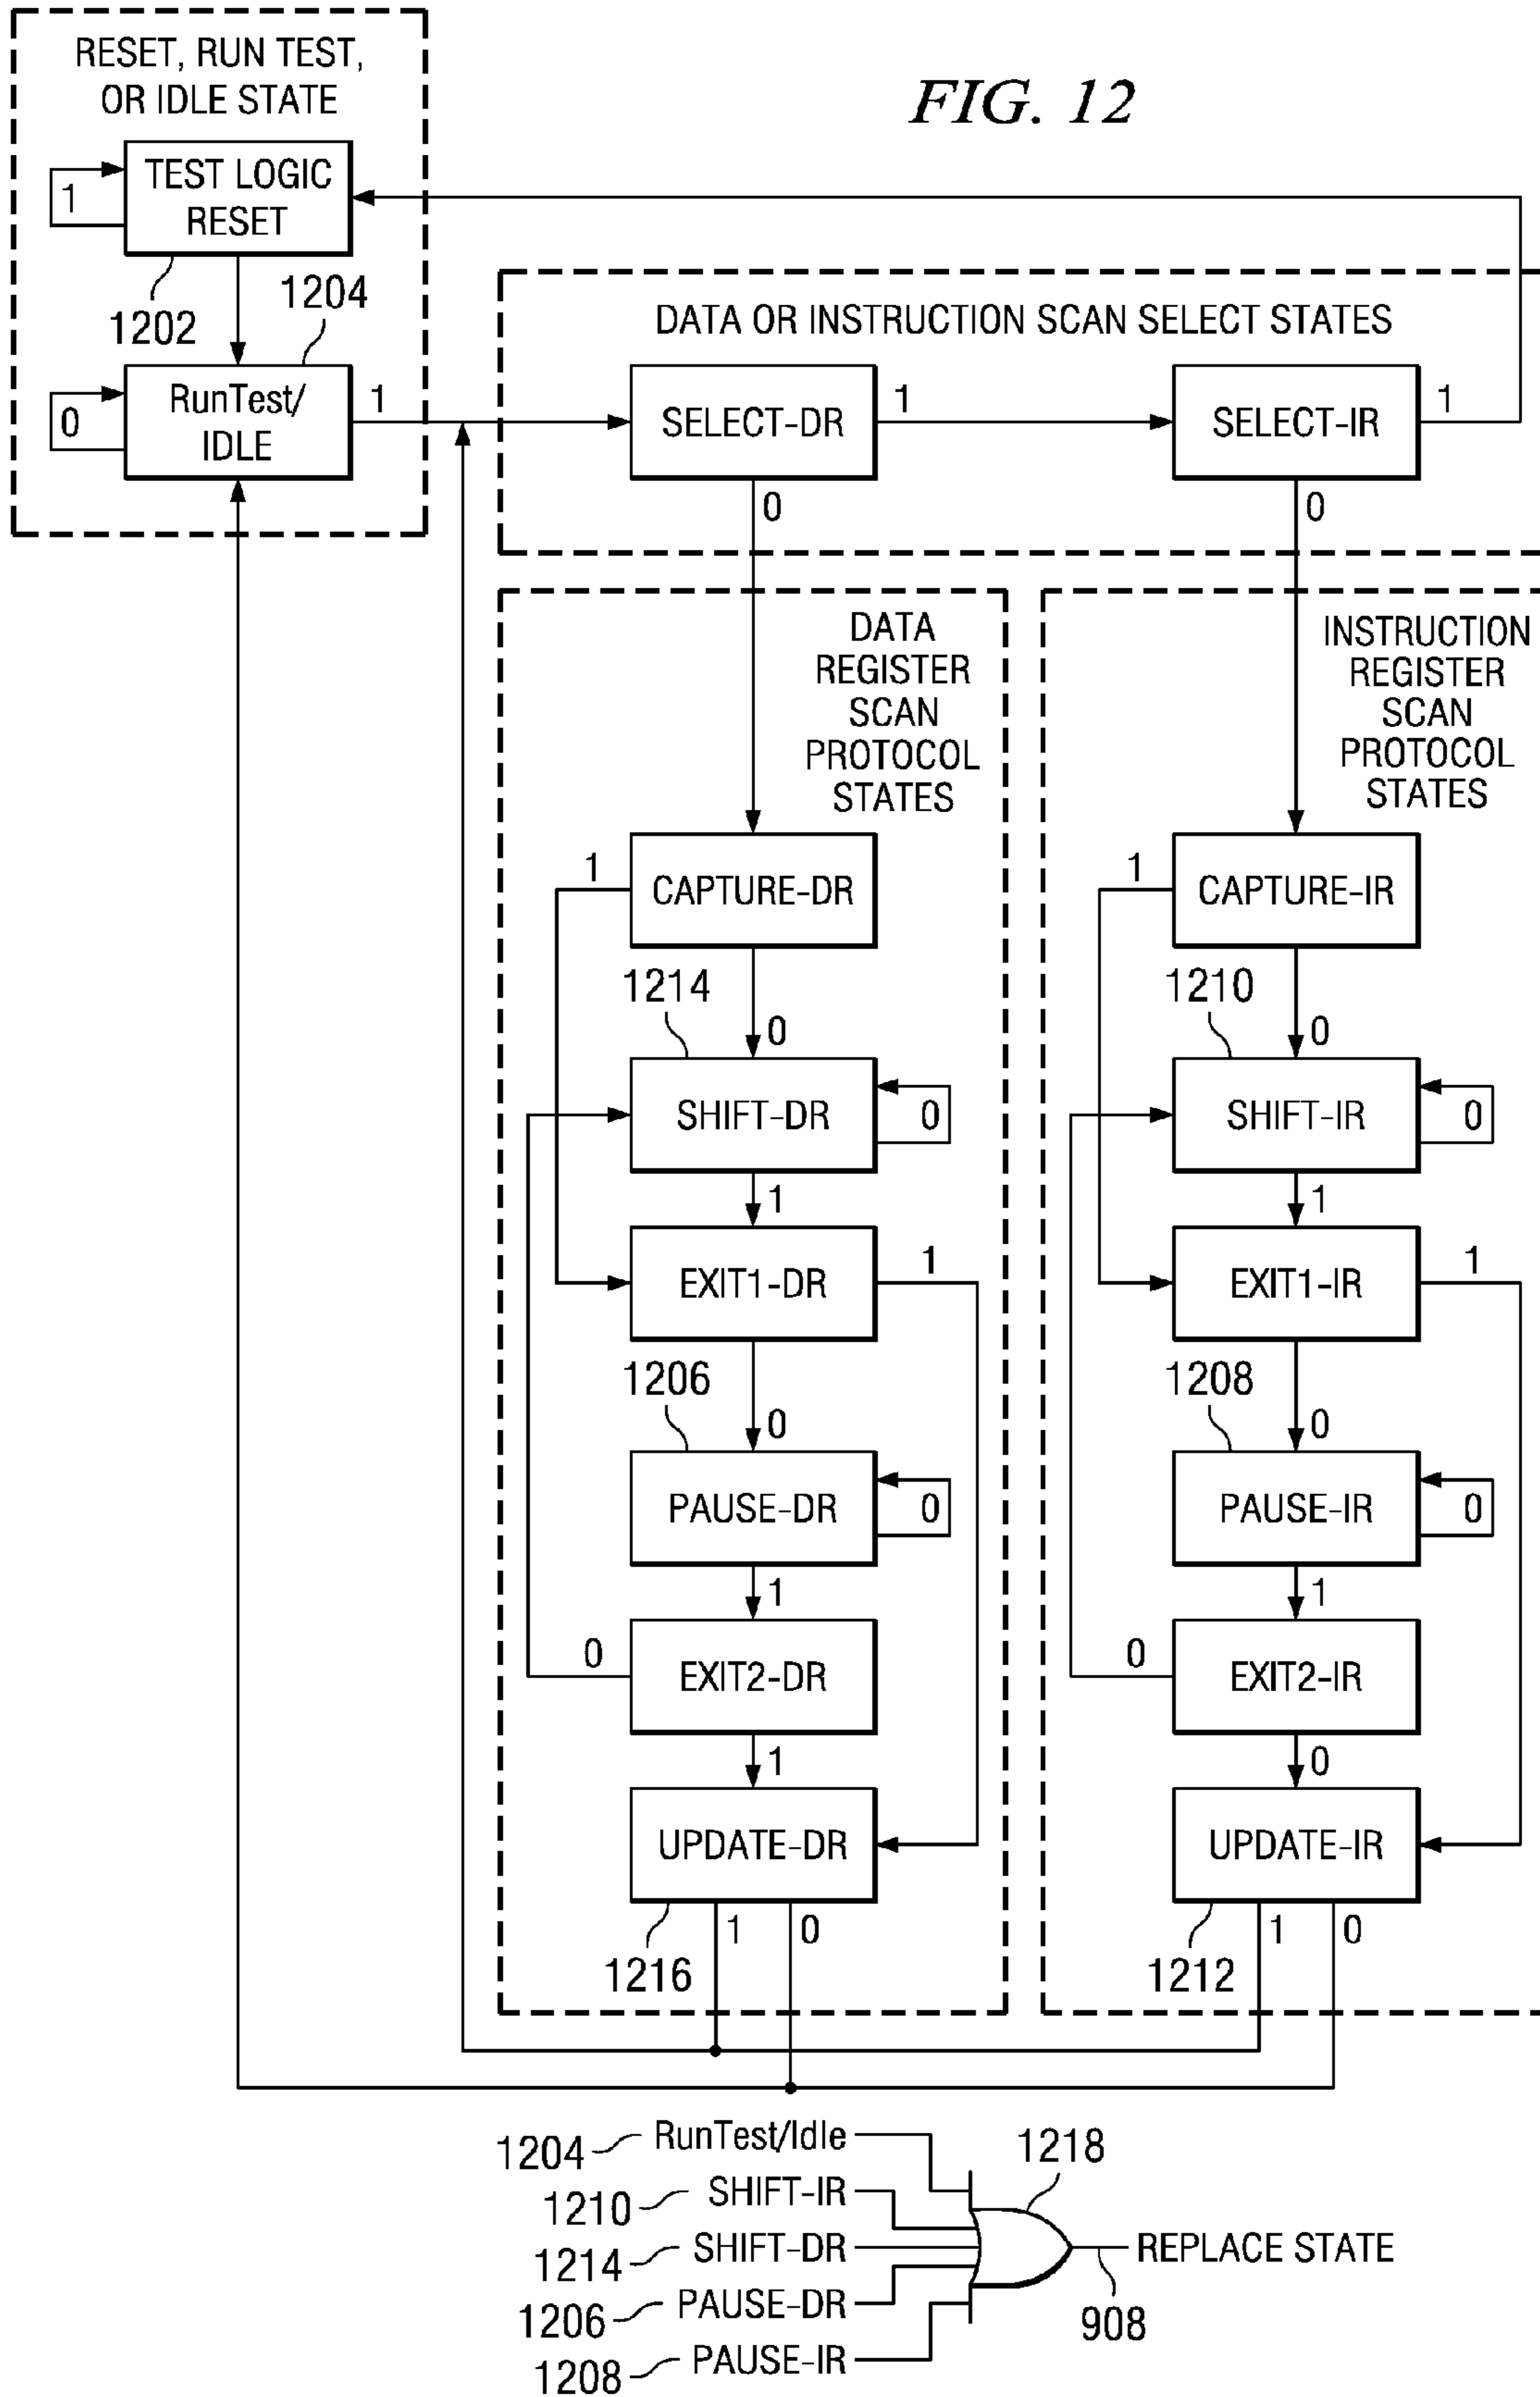 FIG. 12
RESET, RUN TEST,
OR IDLE STATE
TEST LOGIC
RESET
1
1202
1204
RunTest/
IDLE
0
1
DATA OR INSTRUCTION SCAN SELECT STATES
SELECT-DR
1
SELECT-IR
1
0
0
DATA
REGISTER
SCAN
PROTOCOL
STATES
CAPTURE-DR
1
1214
0
SHIFT-DR
0
1
EXIT1-DR
1
1206
0
PAUSE-DR
0
1
EXIT2-DR
0
1
UPDATE-DR
1
0
1216
INSTRUCTION
REGISTER
SCAN
PROTOCOL
STATES
CAPTURE-IR
1
1210
0
SHIFT-IR
0
1
EXIT1-IR
1
1208
0
PAUSE-IR
0
1
EXIT2-IR
0
0
UPDATE-IR
1
0
1212
1204 RunTest/Idle
1210 SHIFT-IR
1214 SHIFT-DR
1206 PAUSE-DR
1208 PAUSE-IR
1218
REPLACE STATE
908